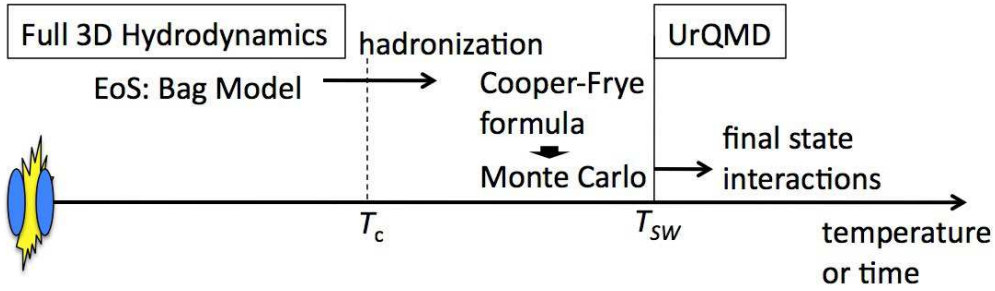 Full 3D Hydrodynamics
hadronization
UrQMD
EoS: Bag Model
Cooper-Frye
formula
Monte Carlo
final state
interactions
T_c
T_SW
temperature
or time